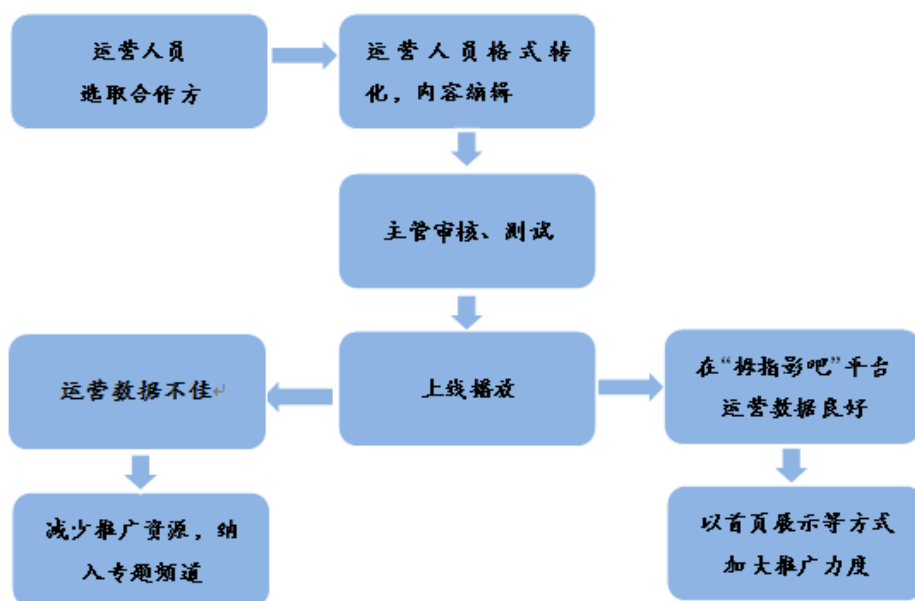 运营人员
选取合作方
运营人员格式转
化，内容编辑
主管审核、测试
运营数据不佳
上线播放
在“拇指影吧”平台
运营数据良好
减少推广资源，纳
入专题频道
以首页展示等方式
加大推广力度